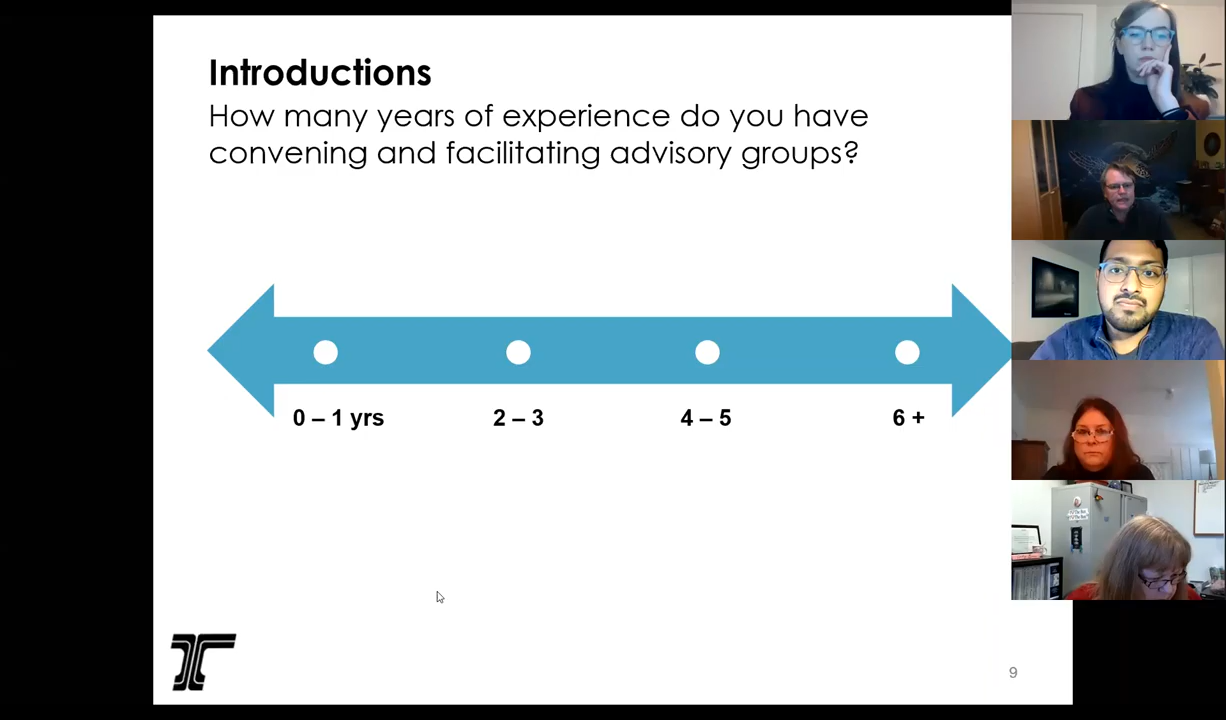 Introductions
How many years of experience do you have
convening and facilitating advisory groups?
0 – 1 yrs
2 – 3
4 – 5
6 +
9